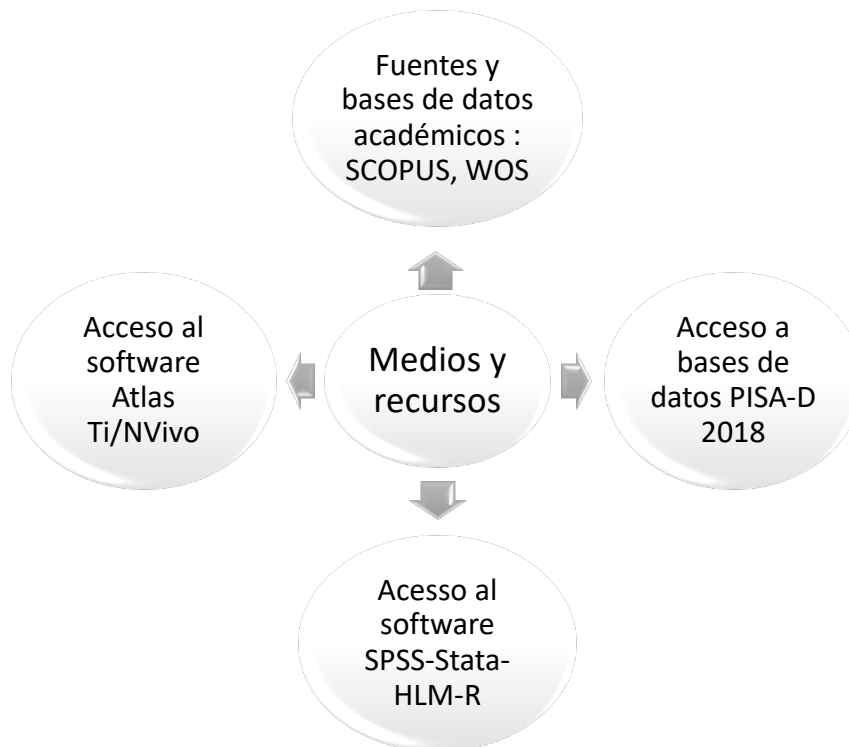 Fuentes y
bases de datos
académicos :
SCOPUS, WOS
Acceso al
software
Atlas
Ti/NVivo
Medios y
recursos
Acceso a
bases de
datos PISA-D
2018
Acesso al
software
SPSS-Stata-
HLM-R